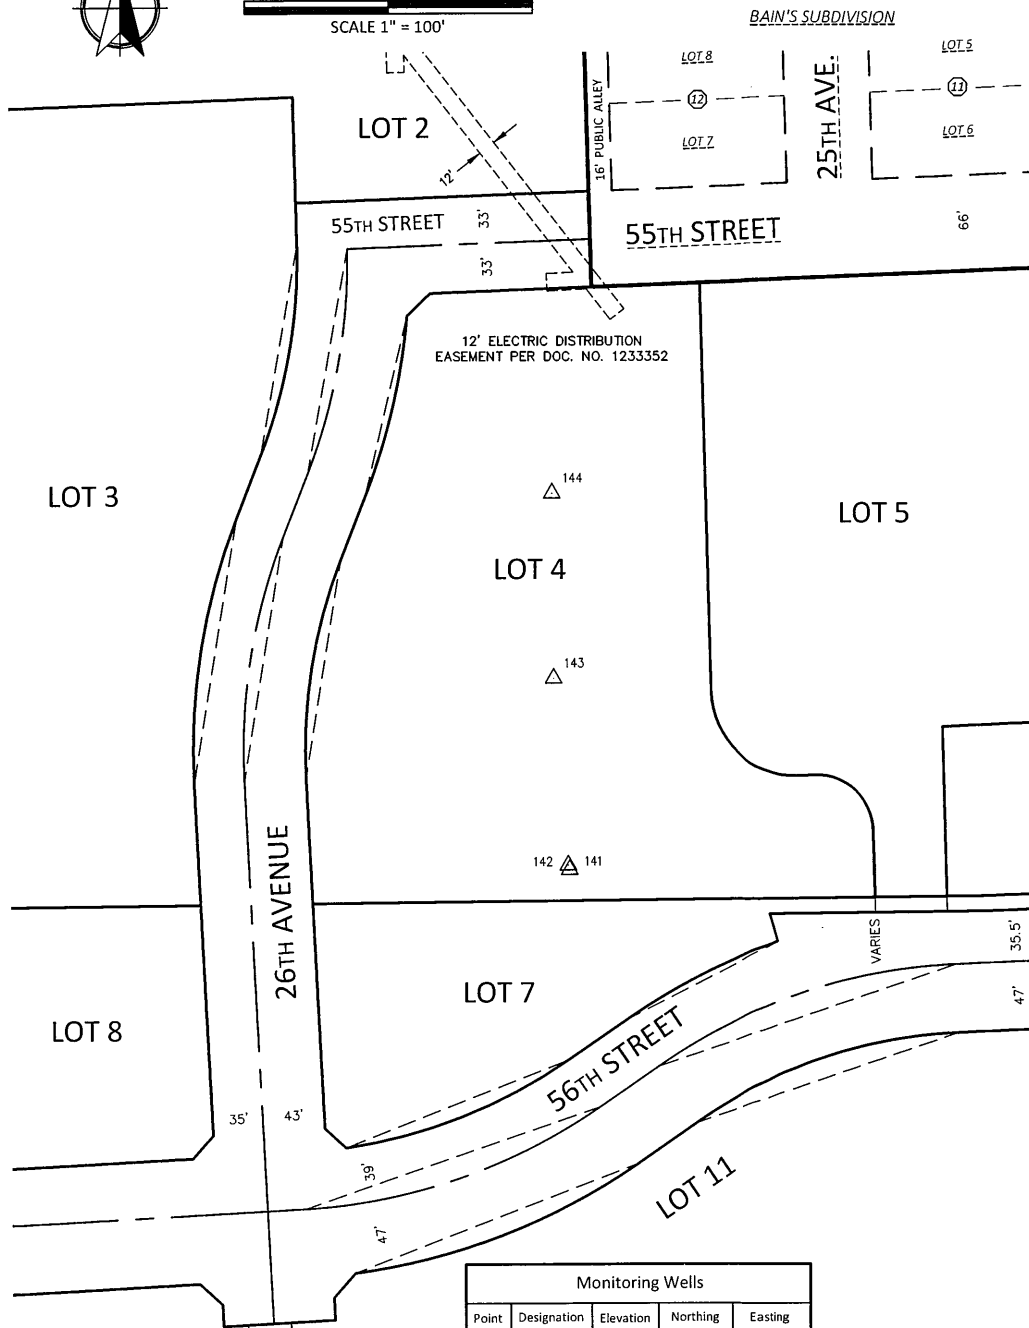 SCALE 1" = 100'
BAIN'S SUBDIVISION
LOT 8
LOT 5
12
11
LOT 7
LOT 6
16' PUBLIC ALLEY
25TH AVE.
LOT 2
12'
55TH STREET
33'
33'
55TH STREET
66'
12' ELECTRIC DISTRIBUTION
EASEMENT PER DOC. NO. 1233352
144
LOT 3
LOT 5
LOT 4
143
142
141
26TH AVENUE
VARIES
35.5'
47'
LOT 7
LOT 8
56TH STREET
35'
43'
39'
47'
LOT 11
Monitoring Wells
Point Designation Elevation Northing Easting